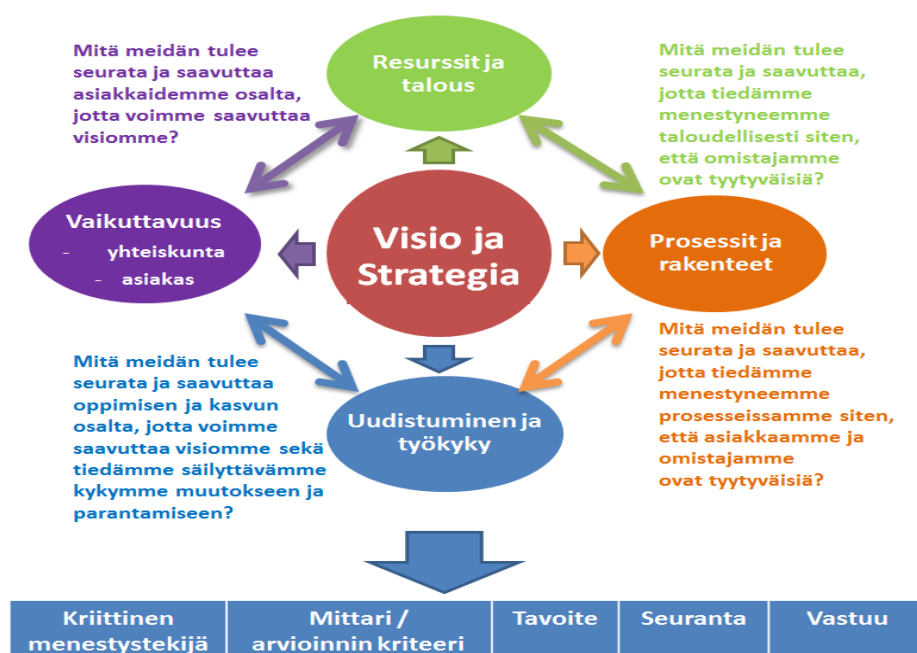 Mitä meidän tulee
seurata ja saavuttaa
asiakkaidemme osalta,
jotta voimme saavuttaa
visiomme?
Resurssit ja
talous
Mitä meidän tulee
seurata ja saavuttaa,
jotta tiedämme
menestyneemme
taloudellisesti siten,
että omistajamme
ovat tyytyväisiä?
Vaikuttavuus
- yhteiskunta
- asiakas
Visio ja
Strategia
Prosessit ja
rakenteet
Mitä meidän tulee
seurata ja saavuttaa
oppimisen ja kasvun
osalta, jotta voimme
saavuttaa visiomme sekä
tiedämme säilyttävämme
kykymme muutokseen ja
parantamiseen?
Uudistuminen ja
työkyky
Mitä meidän tulee
seurata ja saavuttaa,
jotta tiedämme
menestyneemme
prosesseissamme siten,
että asiakkaamme ja
omistajamme
ovat tyytyväisiä?
Kriittinen
menestystekijä
Mittari /
arvioinnin kriteeri
Tavoite
Seuranta
Vastuu